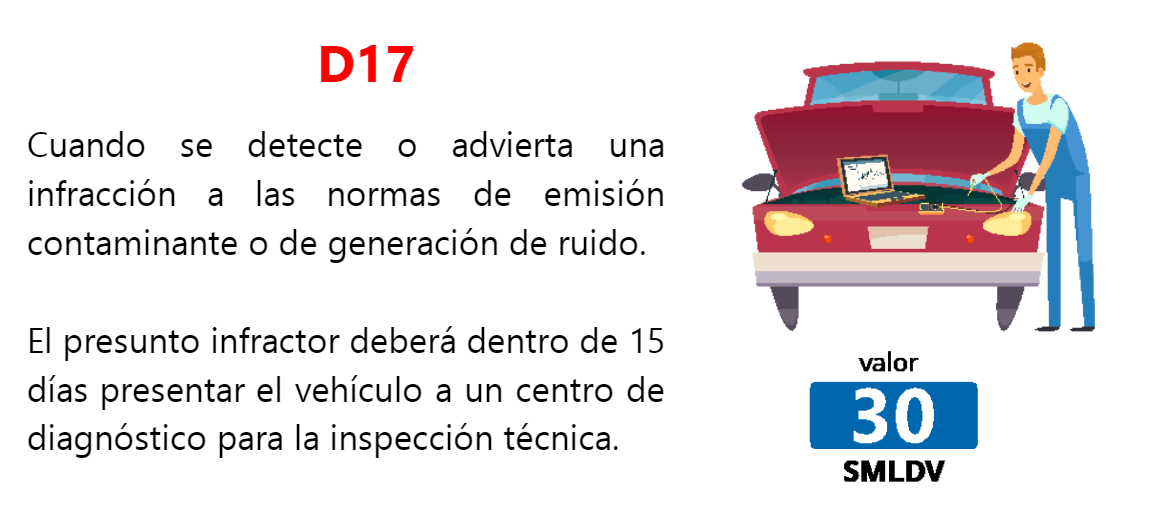 D17
Cuando se detecte o advierta una
infracción a las normas de emisión
contaminante o de generación de ruido.
El presunto infractor deberá dentro de 15
días presentar el vehículo a un centro de
diagnóstico para la inspección técnica.
valor
30
SMLDV